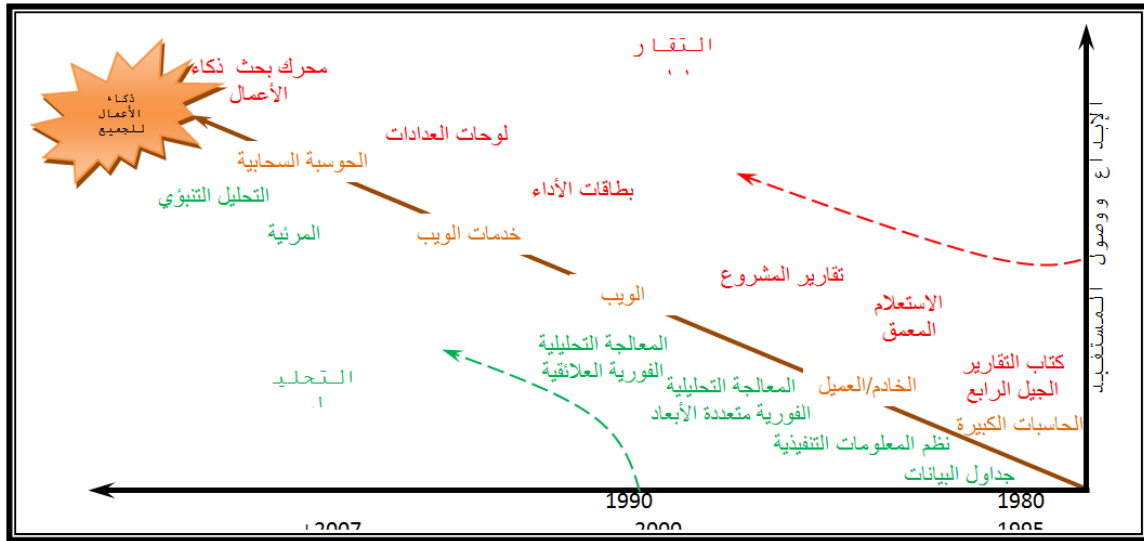 التقار
محرك بحث ذكاء
الأعمال
ذكاء
الأعمال
للجميع
لوحات العدادات
الحوسبة السحابية
التحليل التنبؤي
بطاقات الأداء
المرئية
خدمات الويب
الإبداع ووصول المستفيد
تقارير المشروع
الويب
الاستعلام
المعمق
المعالجة التحليلية
الفورية العلائقية
كتاب التقارير
الجيل الرابع
التحليـ
المعالجة التحليلية
الفورية متعددة الأبعاد
الخادم/العميل
الحاسبات الكبيرة
نظم المعلومات التنفيذية
جداول البيانات
1980
1990
1995
2000
2007